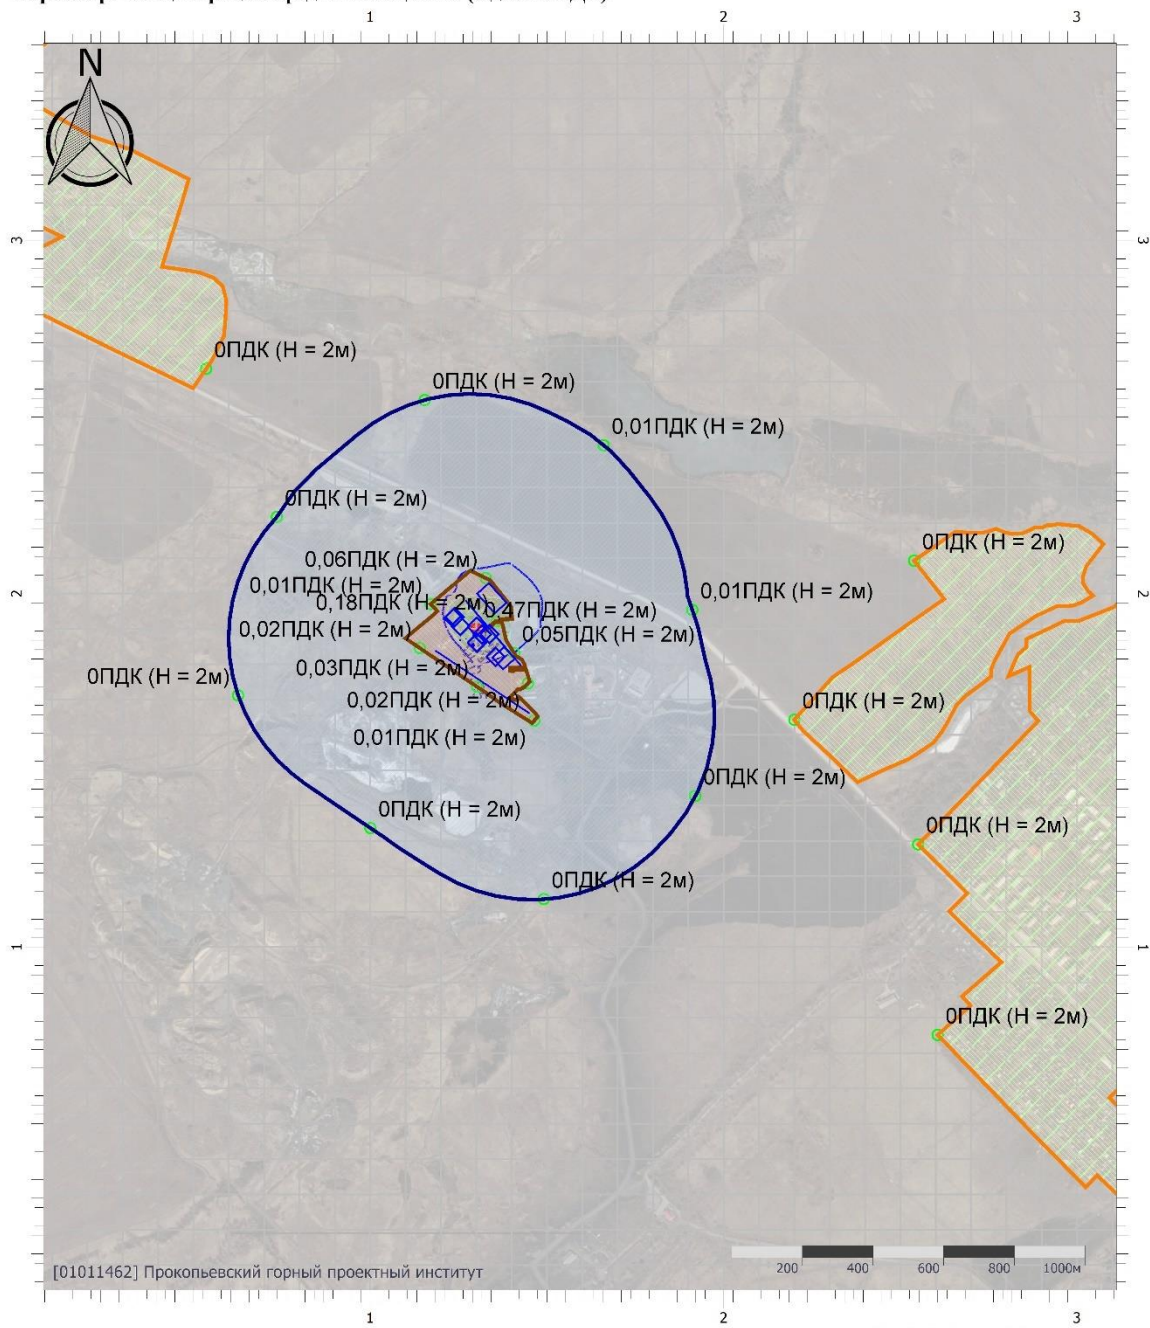 1 2 3
N
3 3
0ПДК (Н = 2м)
0ПДК (Н = 2м)
0,01ПДК (Н = 2м)
0ПДК (Н = 2м)
0ПДК (Н = 2м)
0,06ПДК (Н = 2м)
0,01ПДК (Н = 2м)
2 2
0,18ПДК (Н = 2м)
0,47ПДК (Н = 2м)
0,01ПДК (Н = 2м)
0,02ПДК (Н = 2м)
0,05ПДК (Н = 2м)
0,03ПДК (Н = 2м)
0ПДК (Н = 2м)
0,02ПДК (Н = 2м)
0ПДК (Н = 2м)
0,01ПДК (Н = 2м)
0ПДК (Н = 2м)
0ПДК (Н = 2м)
0ПДК (Н = 2м)
0ПДК (Н = 2м)
1 1
0ПДК (Н = 2м)
200 400 600 800 1000м
[01011462] Прокопьевский горный проектный институт
1 2 3